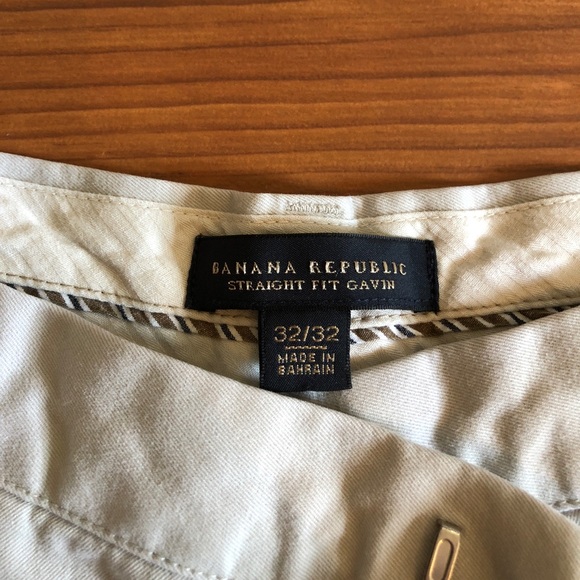 BANANA REPUBLIC
STRAIGHT FIT GAVIN
32/32
MADE IN
BAHRAIN